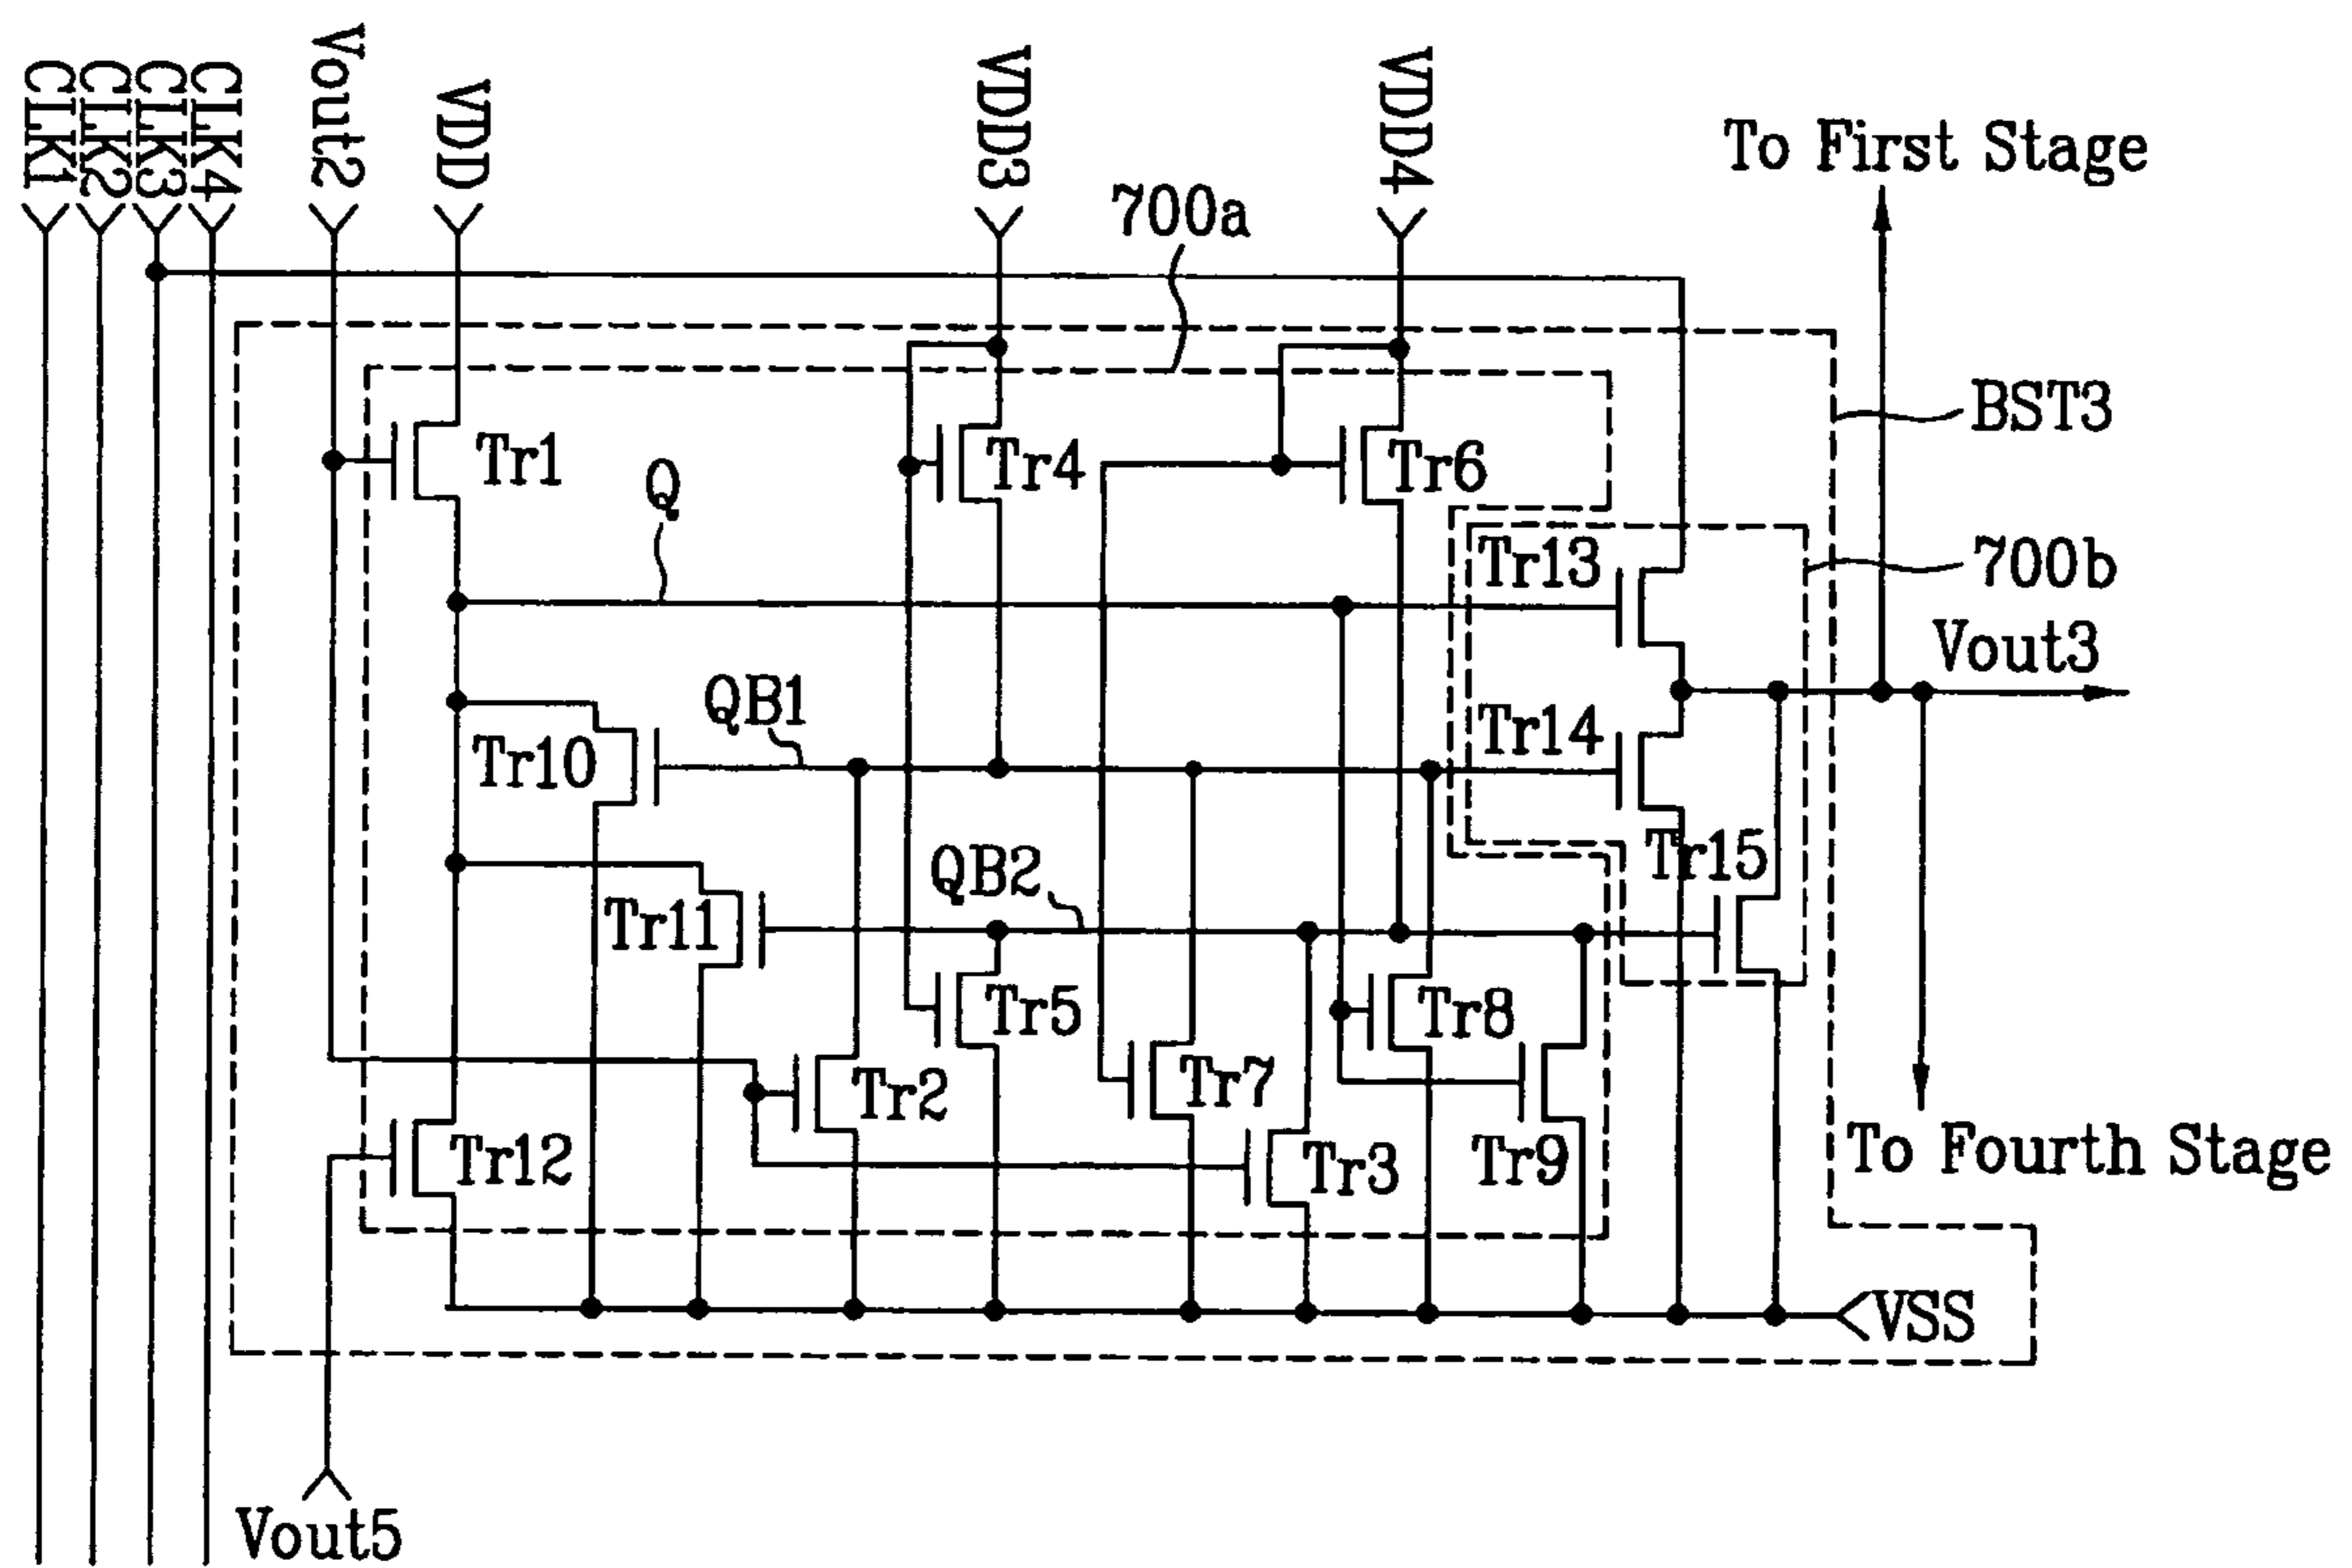 CLK1
CLK2
CLK3
CLK4
Vout2
VDD
VDD3
VDD4
To First Stage
700a
BST3
Tr1
Q
Tr4
Tr6
Tr13
700b
Vout3
QB1
Tr10
Tr14
QB2
Tr15
Tr11
Tr5
Tr8
Tr2
Tr7
Tr12
Tr3
Tr9
To Fourth Stage
VSS
Vout5